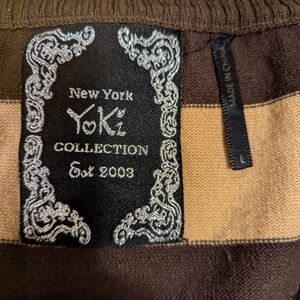 New York
YoKi
COLLECTION
Est 2003
MADE IN CHINA
L